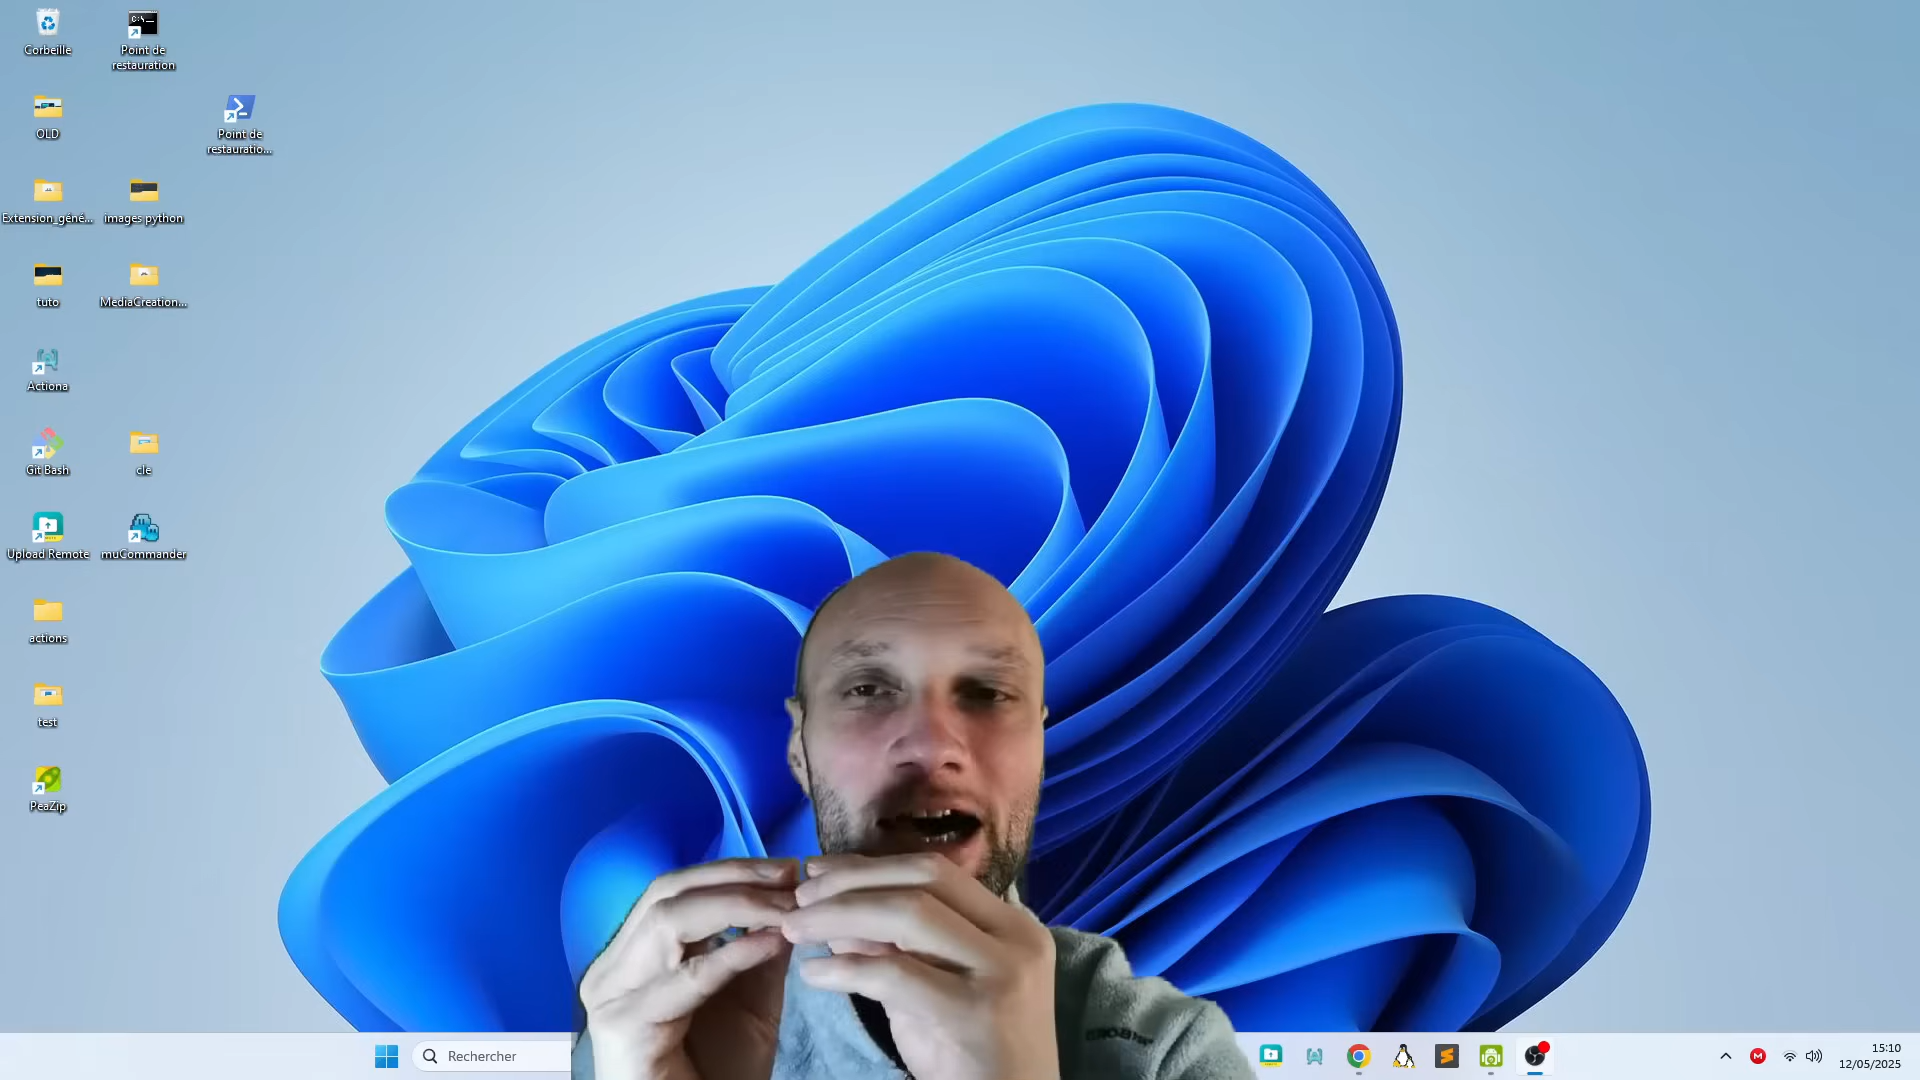 Corbeille
Point de
restauration
OLD
Point de
restauratio...
Extension_géné...
images python
tuto
MediaCreation...
Actiona
Git Bash
cle
Upload Remote
muCommander
actions
test
PeaZip
Rechercher
15:10
12/05/2025